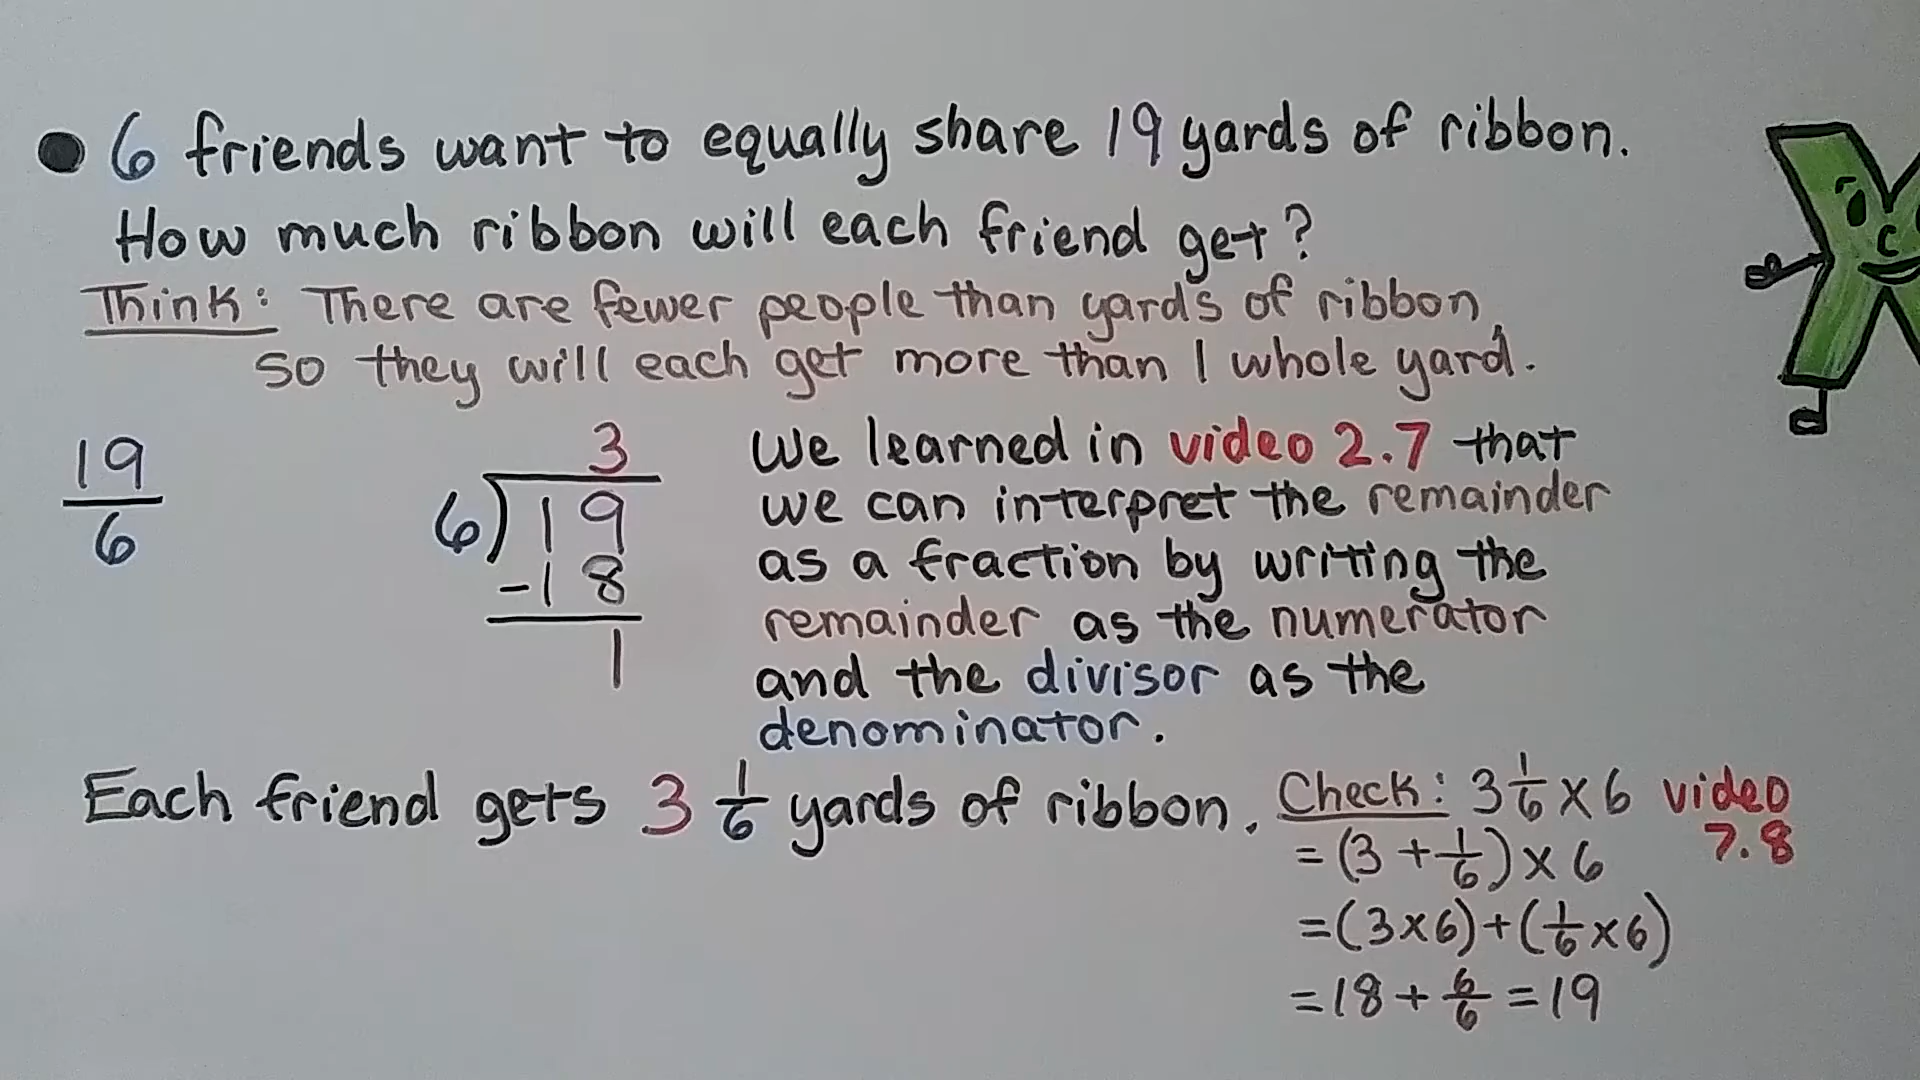 6 friends want to equally share 19 yards of ribbon.
How much ribbon will each friend get?
Think: There are fewer people than yards of ribbon,
so they will each get more than 1 whole yard.
19
6
3
6)19
-18
1
We learned in video 2.7 that
we can interpret the remainder
as a fraction by writing the
remainder as the numerator
and the divisor as the
denominator.
Each friend gets 3 1/6 yards of ribbon.
Check: 3 1/6 x 6 video
7.8
= (3 + 1/6) x 6
= (3x6) + (1/6 x 6)
= 18 + 6/6 = 19